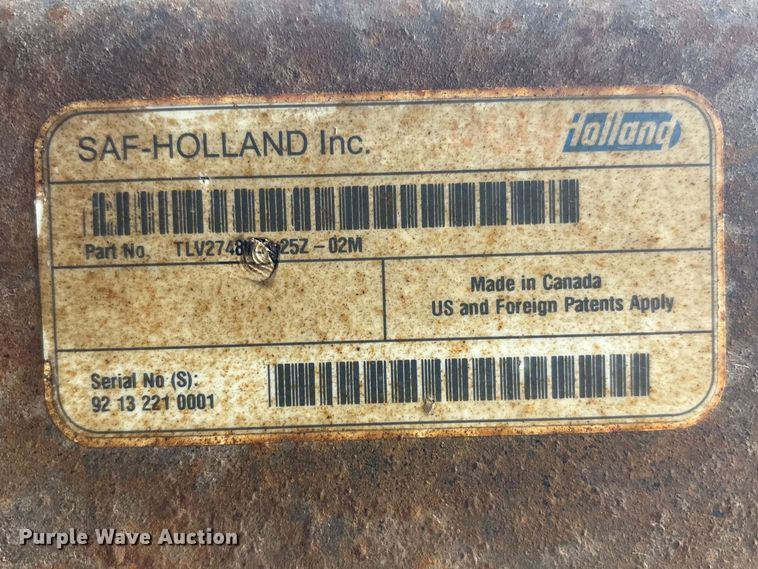 SAF-HOLLAND Inc.
Holland
Part No.
Made in Canada
US and Foreign Patents Apply
Serial No (S):
92 13 221 0001
Purple Wave Auction